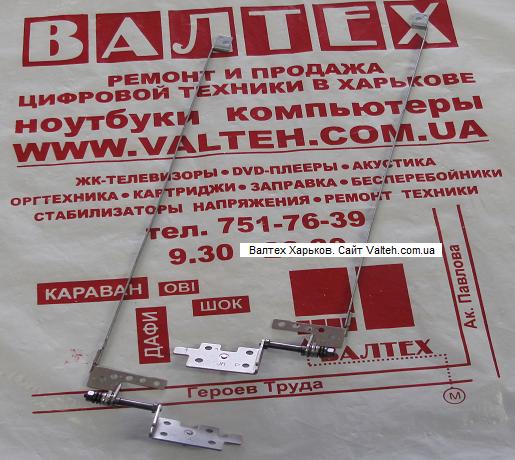 ВАЛТЕХ
РЕМОНТ И ПРОДАЖА
ЦИФРОВОЙ ТЕХНИКИ В ХАРЬКОВЕ
ноутбуки компьютеры
WWW.VALTEH.COM.UA
ЖК-ТЕЛЕВИЗОРЫ • DVD-ПЛЕЕРЫ • АКУСТИКА
ОРГТЕХНИКА • КАРТРИДЖИ • ЗАПРАВКА • БЕСПЕРЕБОЙНИКИ
СТАБИЛИЗАТОРЫ НАПРЯЖЕНИЯ • РЕМОНТ ТЕХНИКИ
тел. 751-76-39
9.30
Валтех Харьков. Сайт Valteh.com.ua
КАРАВАН
ОВІ
ШОК
ДАФИ
Ак. Павлова
ВАЛТЕХ
Героев Труда
М